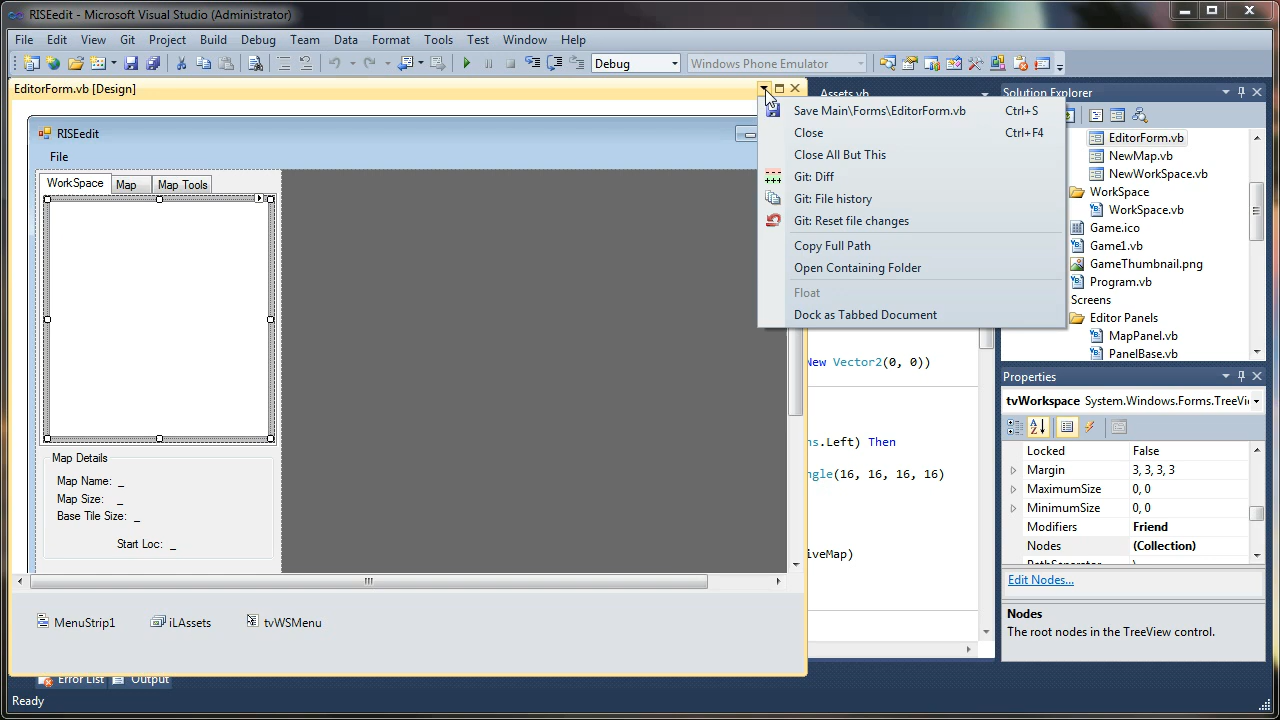 RISEedit - Microsoft Visual Studio (Administrator)
File Edit View Git Project Build Debug Team Data Format Tools Test Window Help
Debug Windows Phone Emulator
EditorForm.vb [Design]
Assets.vb
Solution Explorer
RISEedit
File
WorkSpace Map Map Tools
Map Details
Map Name: _
Map Size: _
Base Tile Size: _
Start Loc: _
MenuStrip1 iLAssets tvWSMenu
Save Main\Forms\EditorForm.vb Ctrl+S
Close Ctrl+F4
Close All But This
Git: Diff
Git: File history
Git: Reset file changes
Copy Full Path
Open Containing Folder
Float
Dock as Tabbed Document
New Vector2(0, 0))
ns.Left) Then
ngle(16, 16, 16, 16)
iveMap)
EditorForm.vb
NewMap.vb
NewWorkSpace.vb
WorkSpace
WorkSpace.vb
Game.ico
Game1.vb
GameThumbnail.png
Program.vb
Screens
Editor Panels
MapPanel.vb
PanelBase.vb
Properties
tvWorkspace System.Windows.Forms.TreeVi
Locked False
Margin 3, 3, 3, 3
MaximumSize 0, 0
MinimumSize 0, 0
Modifiers Friend
Nodes (Collection)
PathSeparator \
Edit Nodes...
Nodes
The root nodes in the TreeView control.
Error List Output
Ready